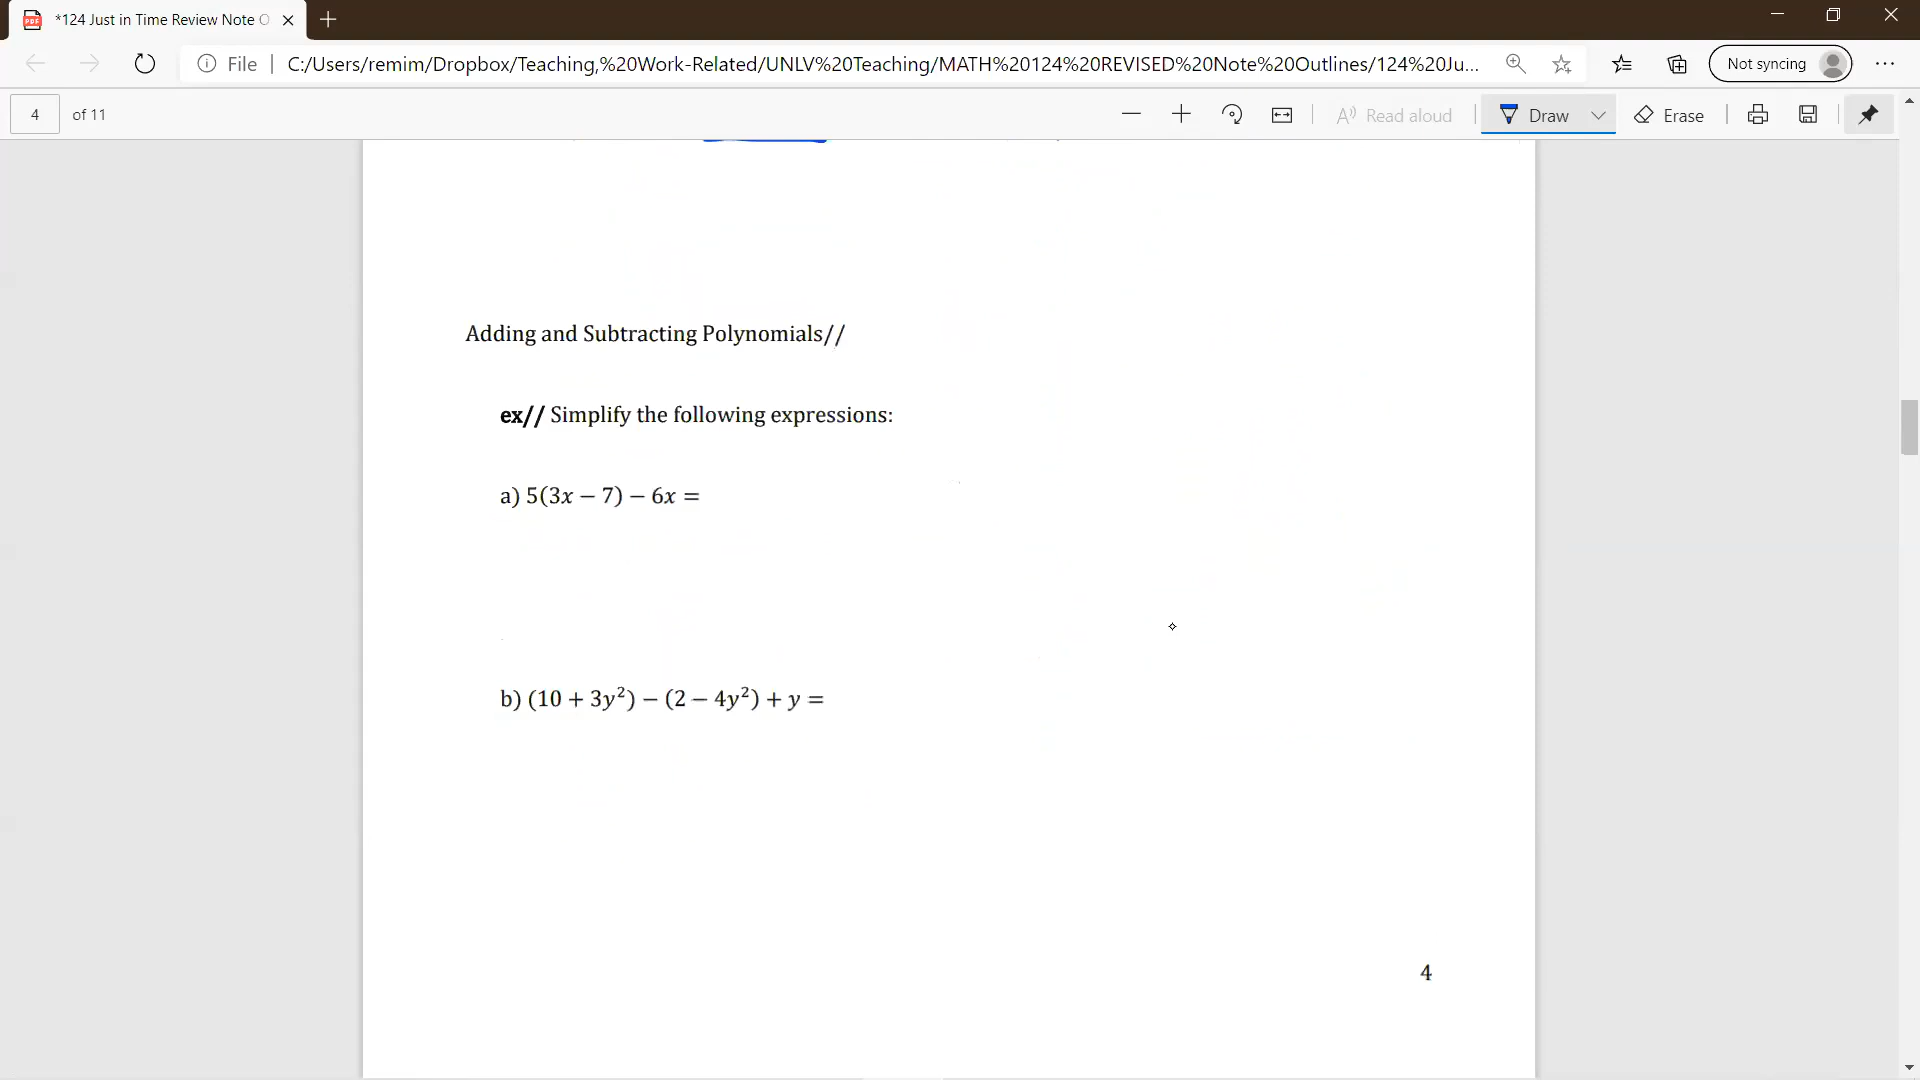 *124 Just in Time Review Note O
File | C:/Users/remim/Dropbox/Teaching,%20Work-Related/UNLV%20Teaching/MATH%20124%20REVISED%20Note%20Outlines/124%20Ju... Not syncing
4 of 11 Read aloud Draw Erase
Adding and Subtracting Polynomials//
ex// Simplify the following expressions:
a) 5(3x − 7) − 6x =
b) (10 + 3y²) − (2 − 4y²) + y =
4